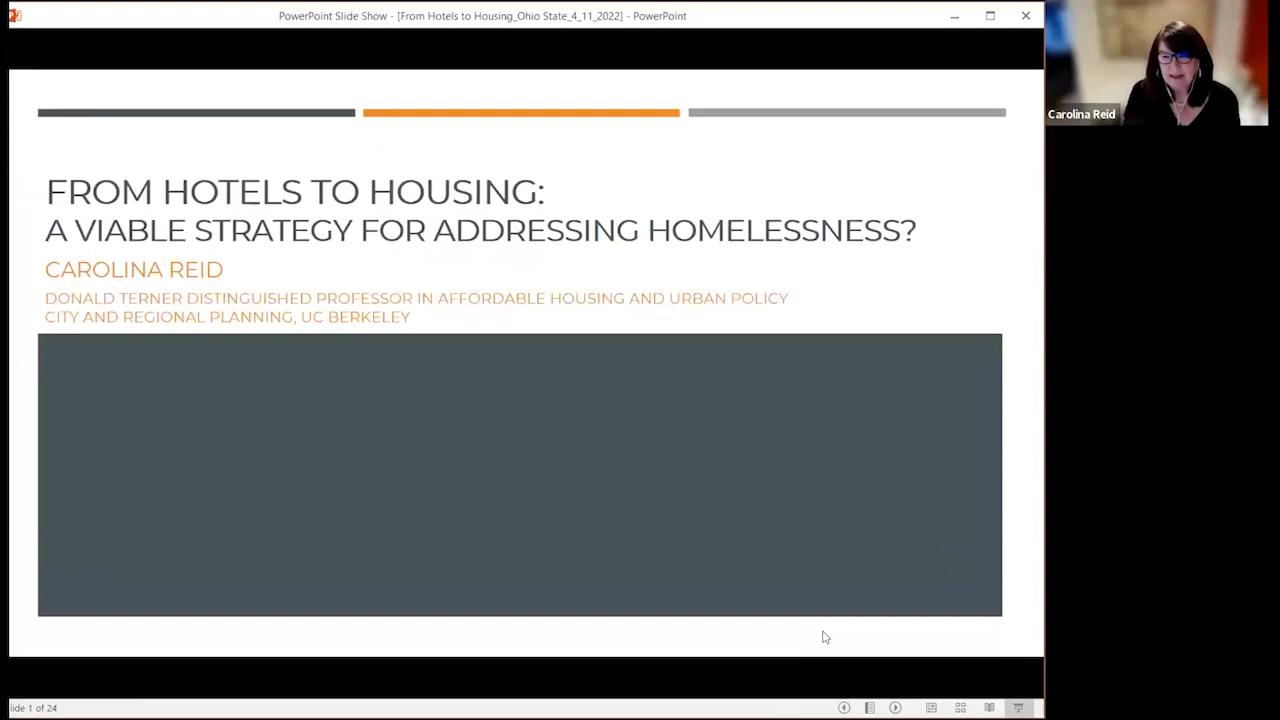 PowerPoint Slide Show - [From Hotels to Housing_Ohio State_4_11_2022] - PowerPoint
Carolina Reid
FROM HOTELS TO HOUSING:
A VIABLE STRATEGY FOR ADDRESSING HOMELESSNESS?
CAROLINA REID
DONALD TERNER DISTINGUISHED PROFESSOR IN AFFORDABLE HOUSING AND URBAN POLICY
CITY AND REGIONAL PLANNING, UC BERKELEY
lide 1 of 24